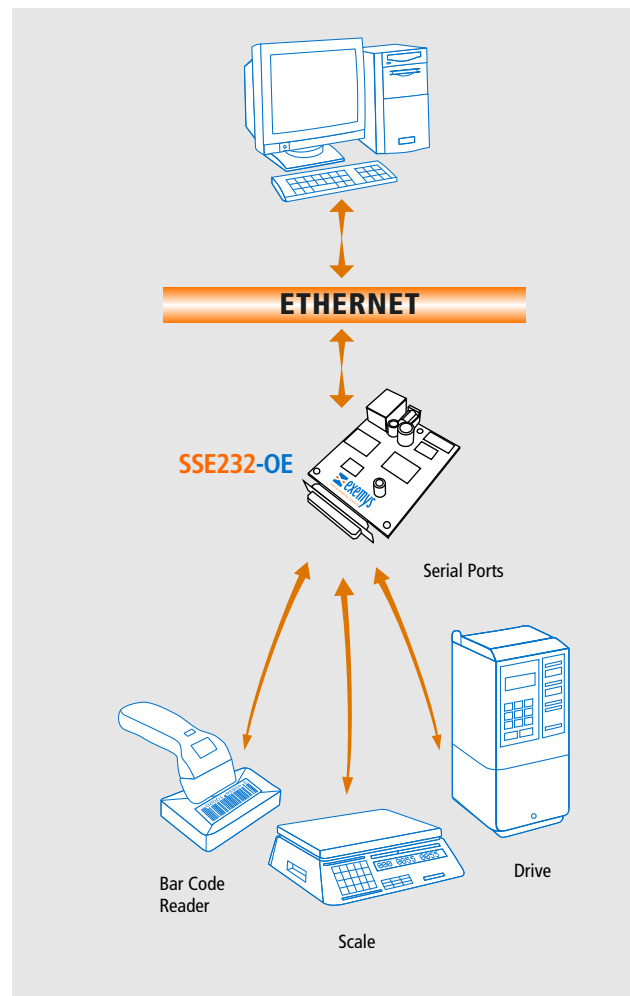 ETHERNET
SSE232-OE
exemys
Serial Ports
Bar Code
Reader
Scale
Drive